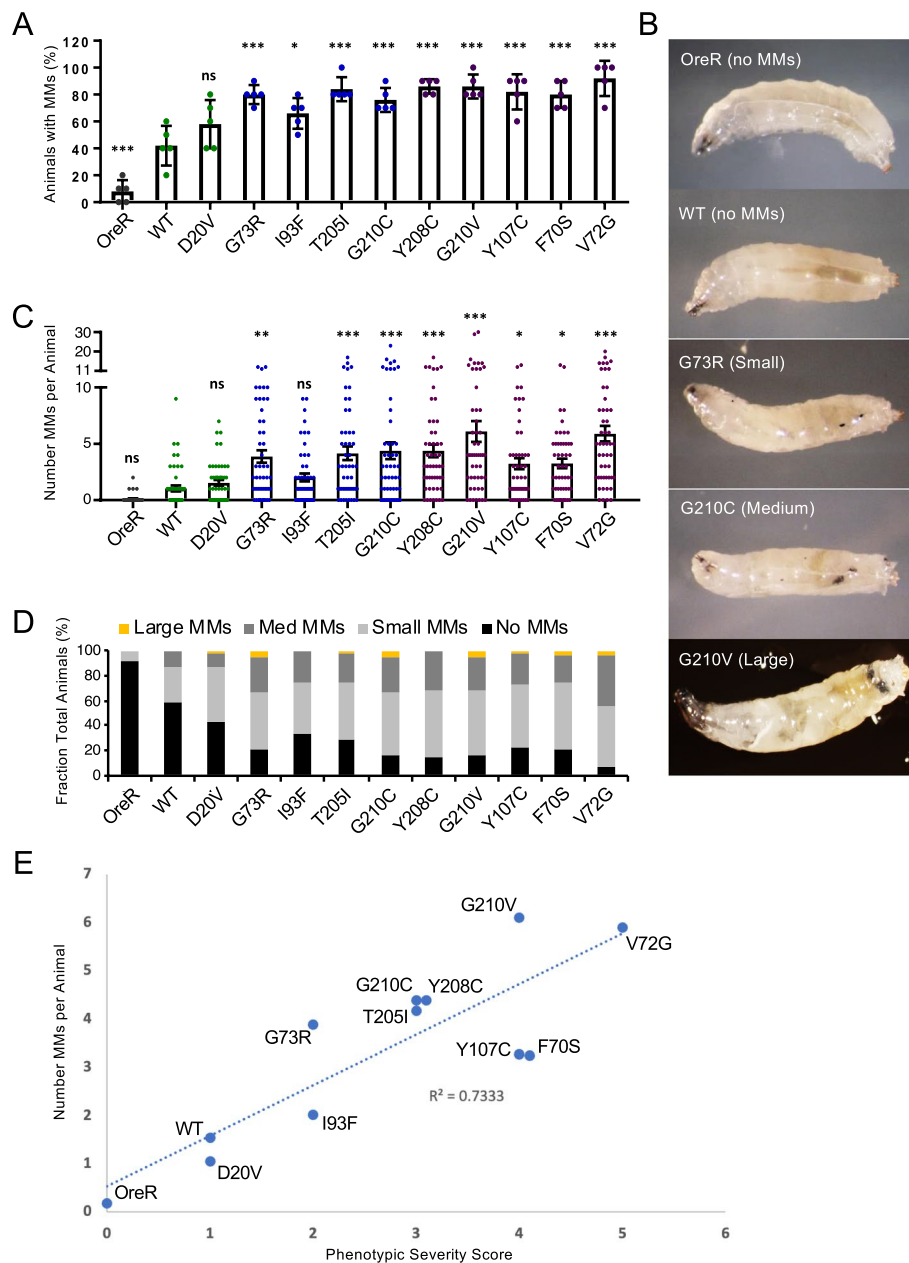 A
Animals with MMs (%)
120
100
80
60
40
20
0
***
ns
***
*
***
***
***
***
***
***
***
OreR
WT
D20V
G73R
I93F
T205I
G210C
Y208C
G210V
Y107C
F70S
V72G
B
OreR (no MMs)
WT (no MMs)
G73R (Small)
G210C (Medium)
G210V (Large)
C
Number MMs per Animal
30
20
11
10
5
0
ns
ns
**
ns
***
***
***
***
*
*
***
OreR
WT
D20V
G73R
I93F
T205I
G210C
Y208C
G210V
Y107C
F70S
V72G
D
Large MMs
Med MMs
Small MMs
No MMs
Fraction Total Animals (%)
100
80
60
40
20
0
OreR
WT
D20V
G73R
I93F
T205I
G210C
Y208C
G210V
Y107C
F70S
V72G
E
Number MMs per Animal
7
6
5
4
3
2
1
0
G210V
V72G
G210C
Y208C
T205I
G73R
Y107C
F70S
R² = 0.7333
I93F
WT
D20V
OreR
0
1
2
3
4
5
6
Phenotypic Severity Score